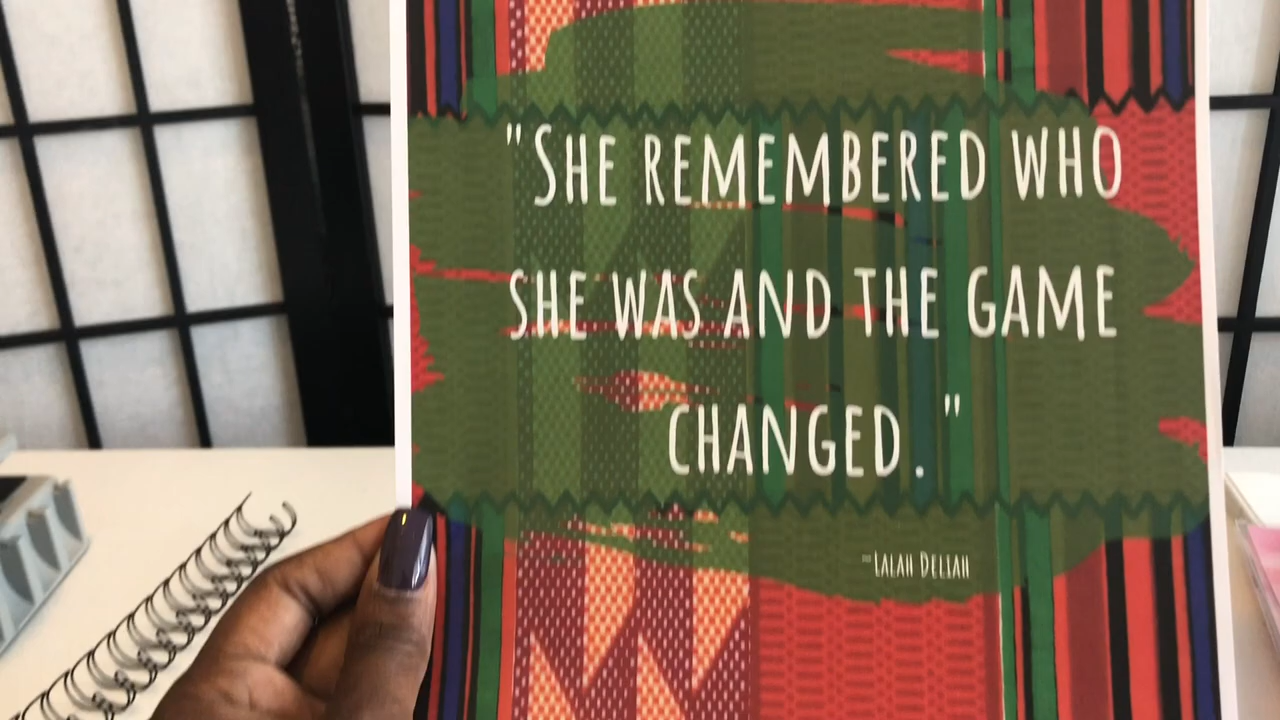 "She remembered who
she was and the game
changed."
-Lalah Deliah